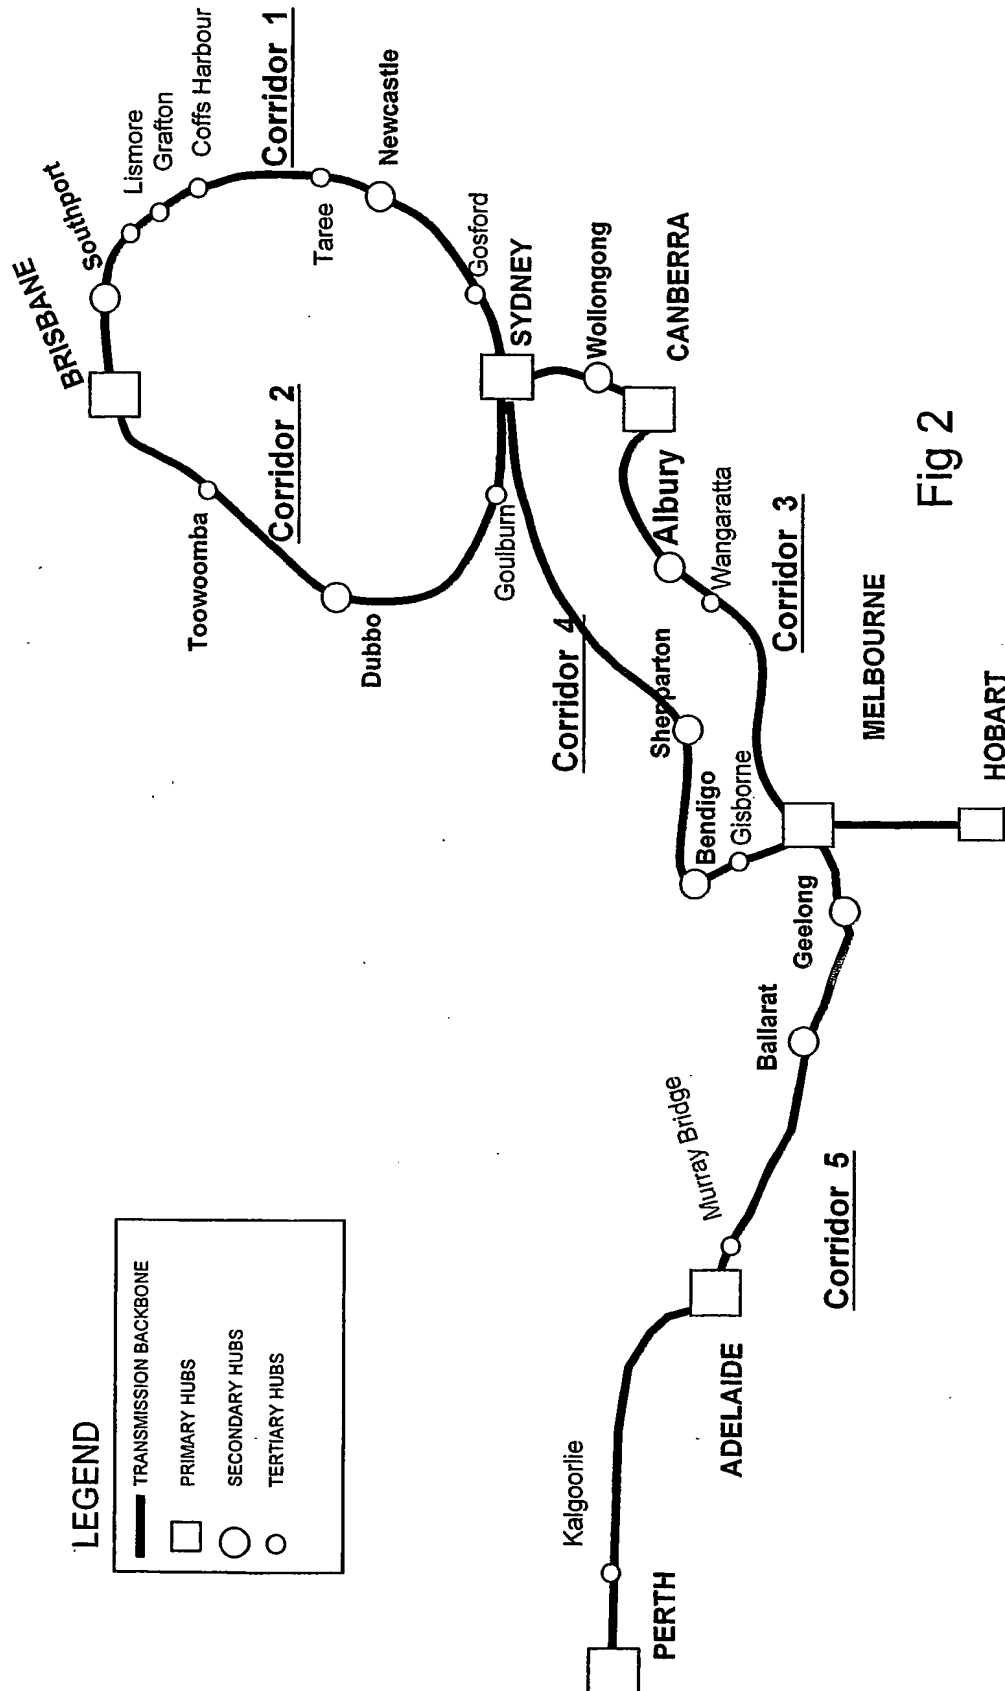 LEGEND
TRANSMISSION BACKBONE
PRIMARY HUBS
SECONDARY HUBS
TERTIARY HUBS
BRISBANE
Southport
Lismore
Grafton
Coffs Harbour
Corridor 1
Taree
Newcastle
Gosford
SYDNEY
Toowoomba
Corridor 2
Dubbo
Goulburn
Wollongong
CANBERRA
Albury
Wangaratta
Corridor 3
Corridor 4
Shepparton
Bendigo
Gisborne
MELBOURNE
HOBART
Geelong
Ballarat
Murray Bridge
Corridor 5
ADELAIDE
Kalgoorlie
PERTH
Fig 2